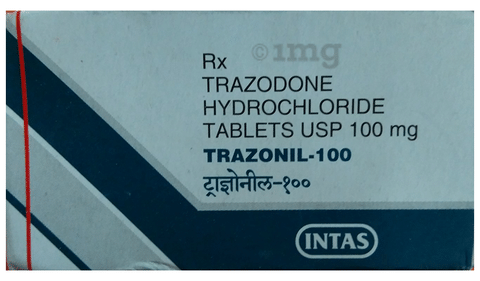 ©1mg
Rx
TRAZODONE
HYDROCHLORIDE
TABLETS USP 100 mg
TRAZONIL-100
ट्राज़ोनील-१००
INTAS